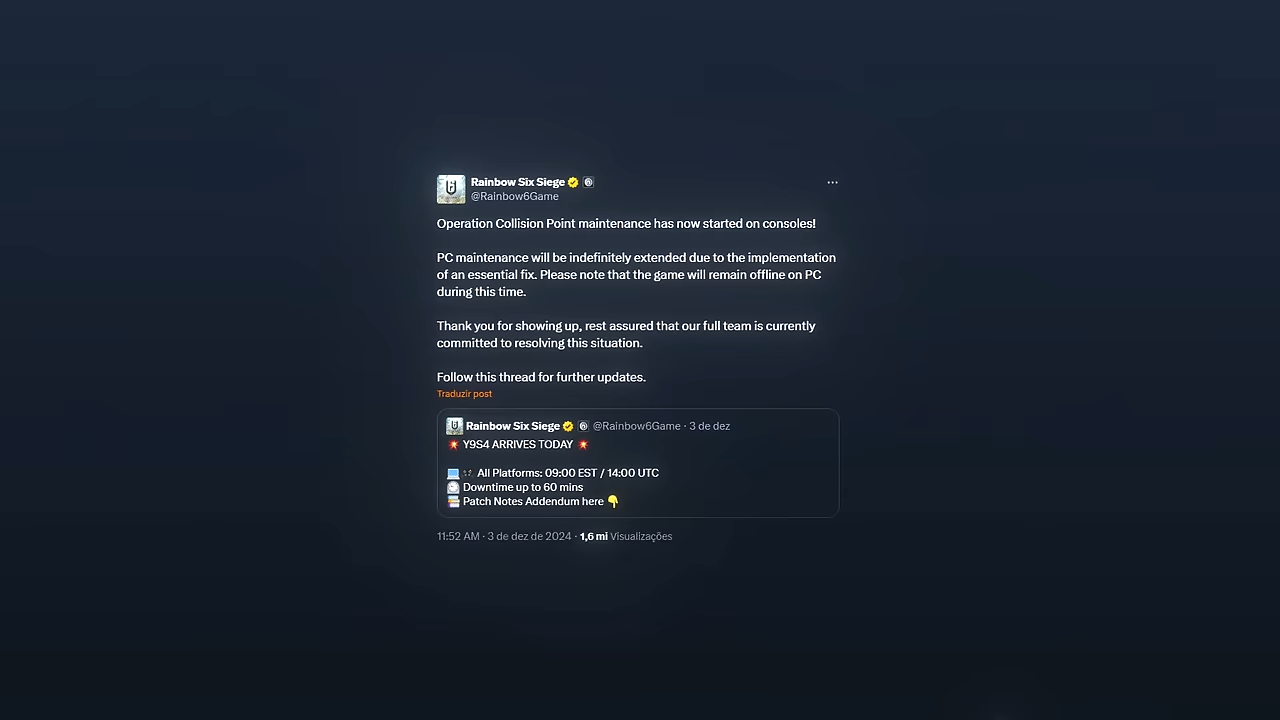 Rainbow Six Siege
@Rainbow6Game
Operation Collision Point maintenance has now started on consoles!
PC maintenance will be indefinitely extended due to the implementation
of an essential fix. Please note that the game will remain offline on PC
during this time.
Thank you for showing up, rest assured that our full team is currently
committed to resolving this situation.
Follow this thread for further updates.
Traduzir post
Rainbow Six Siege @Rainbow6Game · 3 de dez
💥 Y9S4 ARRIVES TODAY 💥
💻🎮 All Platforms: 09:00 EST / 14:00 UTC
⏲️ Downtime up to 60 mins
📚 Patch Notes Addendum here 👇
11:52 AM · 3 de dez de 2024 · 1,6 mi Visualizações